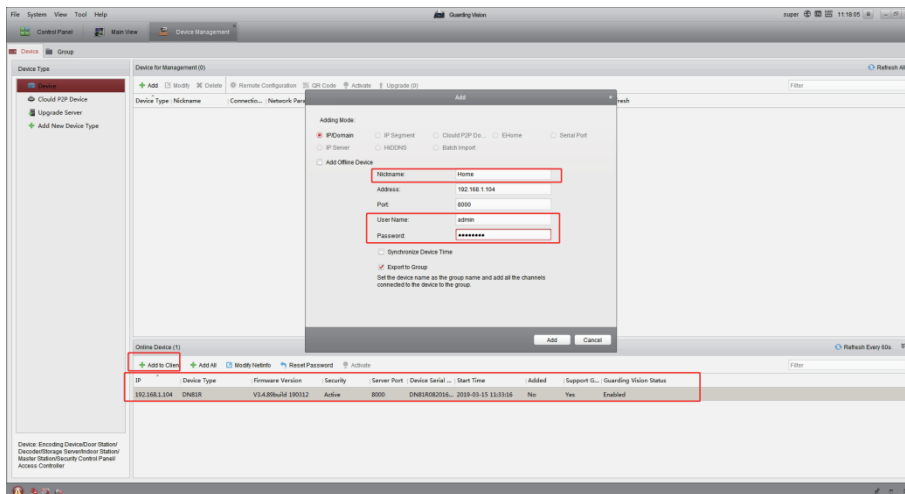 File System View Tool Help
Guarding Vision
super 11:18:05
Control Panel Main View Device Management
Device Group
Device Type
Device for Management (0)
Refresh All
Device
Add Modify Delete Remote Configuration QR Code Activate Upgrade (0)
Filter
Clould P2P Device
Device Type Nickname Connectio... Network Para
Upgrade Server
Add New Device Type
Add
Adding Mode:
IP/Domain IP Segment Clould P2P Do... EHome Serial Port
IP Server HiDDNS Batch Import
Add Offline Device
Nickname: Home
Address: 192.168.1.104
Port: 8000
User Name: admin
Password: ●●●●●●●●
Synchronize Device Time
Export to Group
Set the device name as the group name and add all the channels
connected to the device to the group.
Add Cancel
Online Device (1)
Refresh Every 60s
Add to Client Add All Modify Netinfo Reset Password Activate
Filter
IP Device Type Firmware Version Security Server Port Device Serial ... Start Time Added Support G... Guarding Vision Status
192.168.1.104 DN81R V3.4.89build 190312 Active 8000 DN81R082016... 2019-03-15 11:33:16 No Yes Enabled
Device: Encoding Device/Door Station/
Decoder/Storage Server/Indoor Station/
Master Station/Security Control Panel/
Access Controller